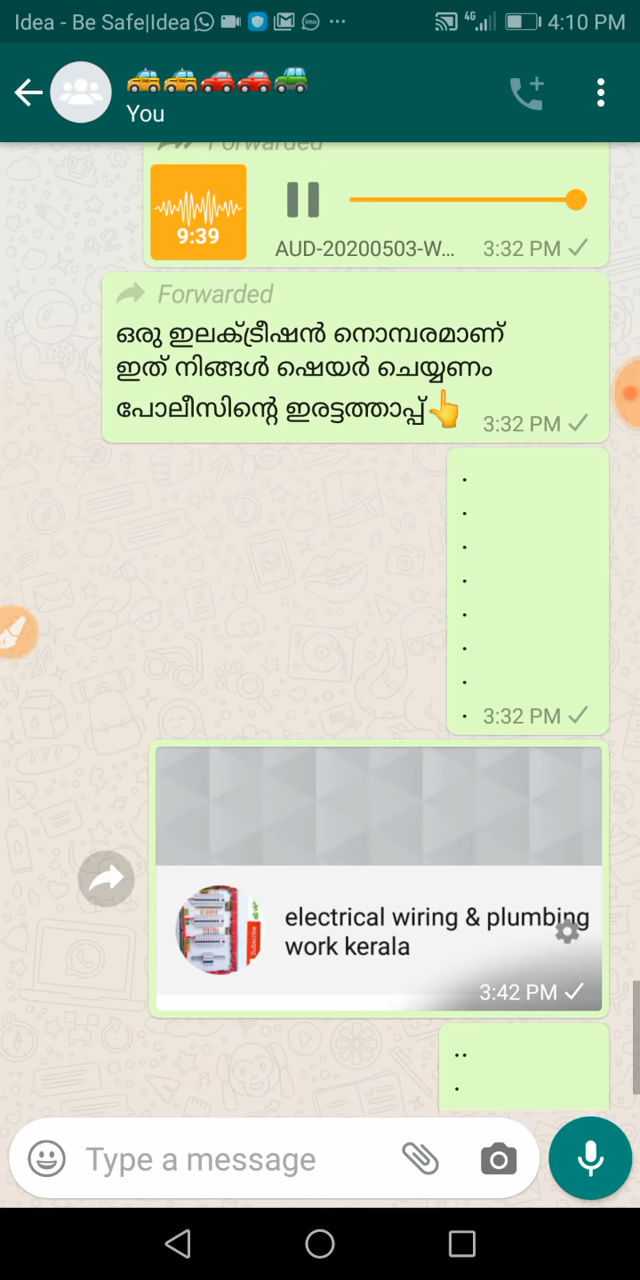 Idea - Be Safe|Idea
4G
4:10 PM
🚕🚕🚗🚗🚙
You
Forwarded
9:39
AUD-20200503-W...
3:32 PM
Forwarded
ഒരു ഇലക്ട്രീഷൻ നൊമ്പരമാണ്
ഇത് നിങ്ങൾ ഷെയർ ചെയ്യണം
പോലീസിന്റെ ഇരട്ടത്താപ്പ്👆
3:32 PM
.
.
.
.
.
.
.
. 3:32 PM
Subscribe
electrical wiring & plumbing
work kerala
3:42 PM
..
.
Type a message